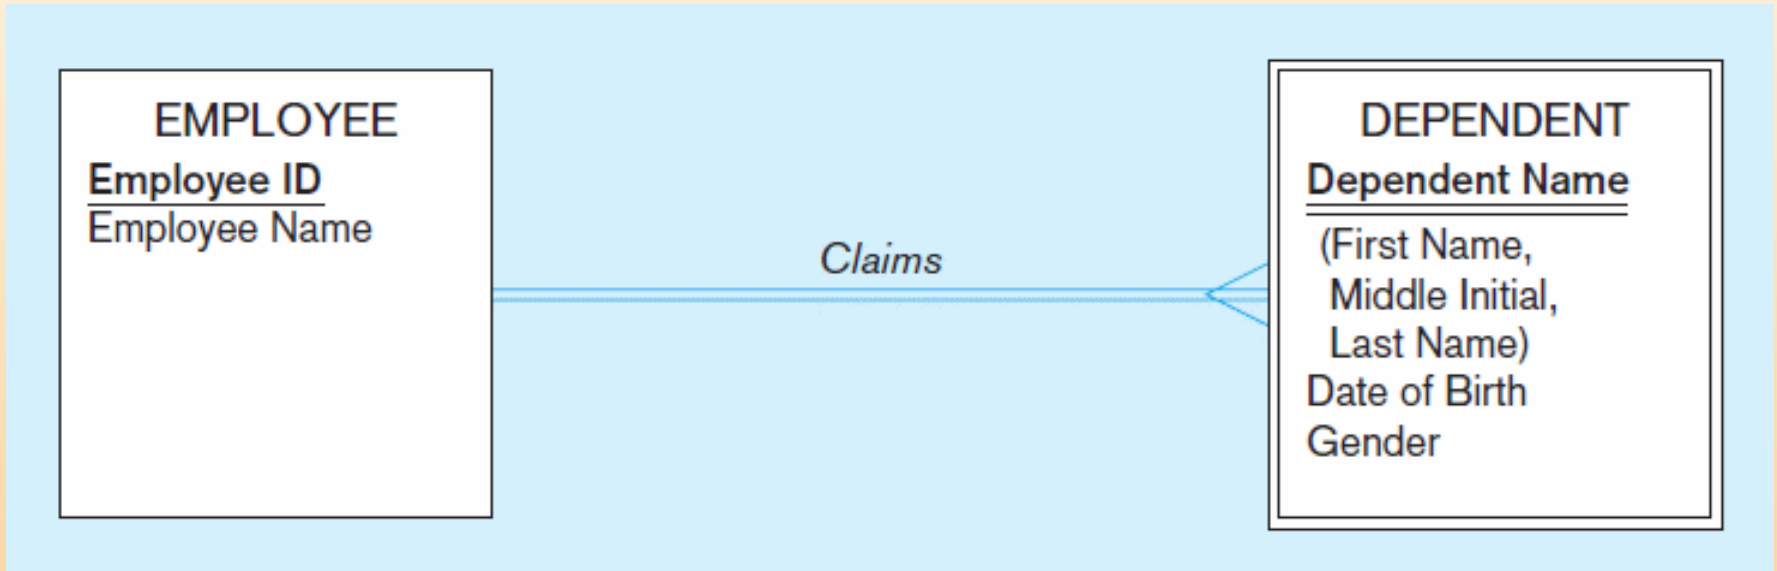 EMPLOYEE
Employee ID
Employee Name
Claims
DEPENDENT
Dependent Name
(First Name,
Middle Initial,
Last Name)
Date of Birth
Gender